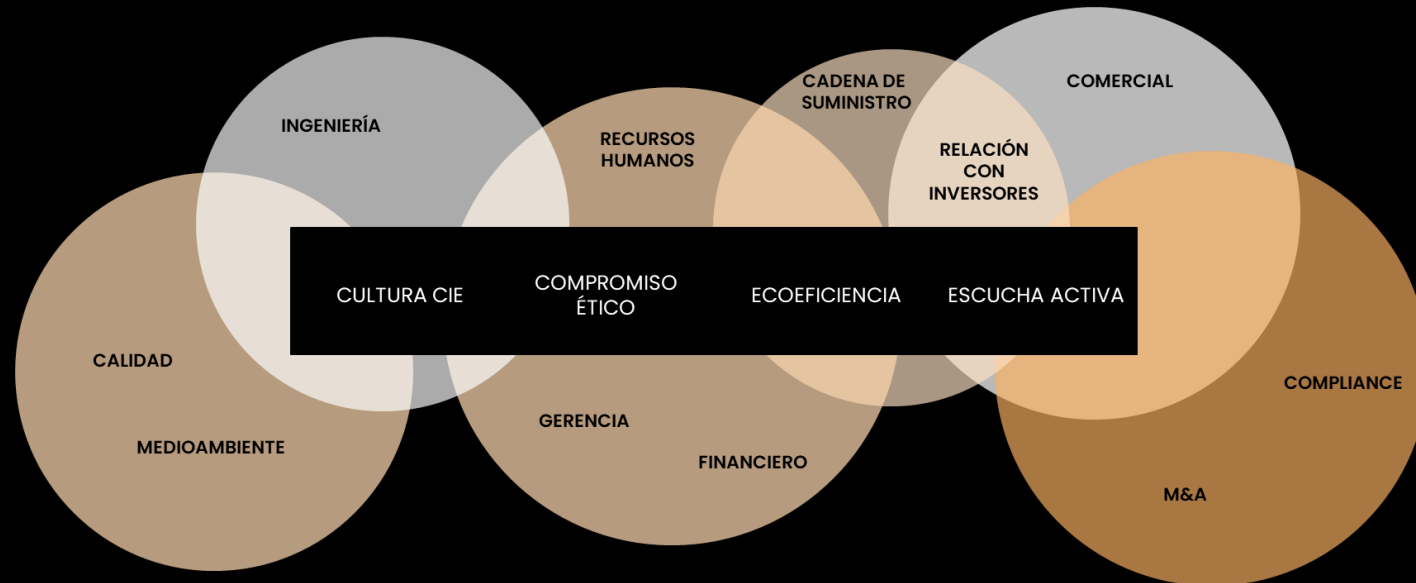 INGENIERÍA
RECURSOS
HUMANOS
CADENA DE
SUMINISTRO
COMERCIAL
RELACIÓN
CON
INVERSORES
CULTURA CIE
COMPROMISO
ÉTICO
ECOEFICIENCIA
ESCUCHA ACTIVA
CALIDAD
MEDIOAMBIENTE
GERENCIA
FINANCIERO
COMPLIANCE
M&A